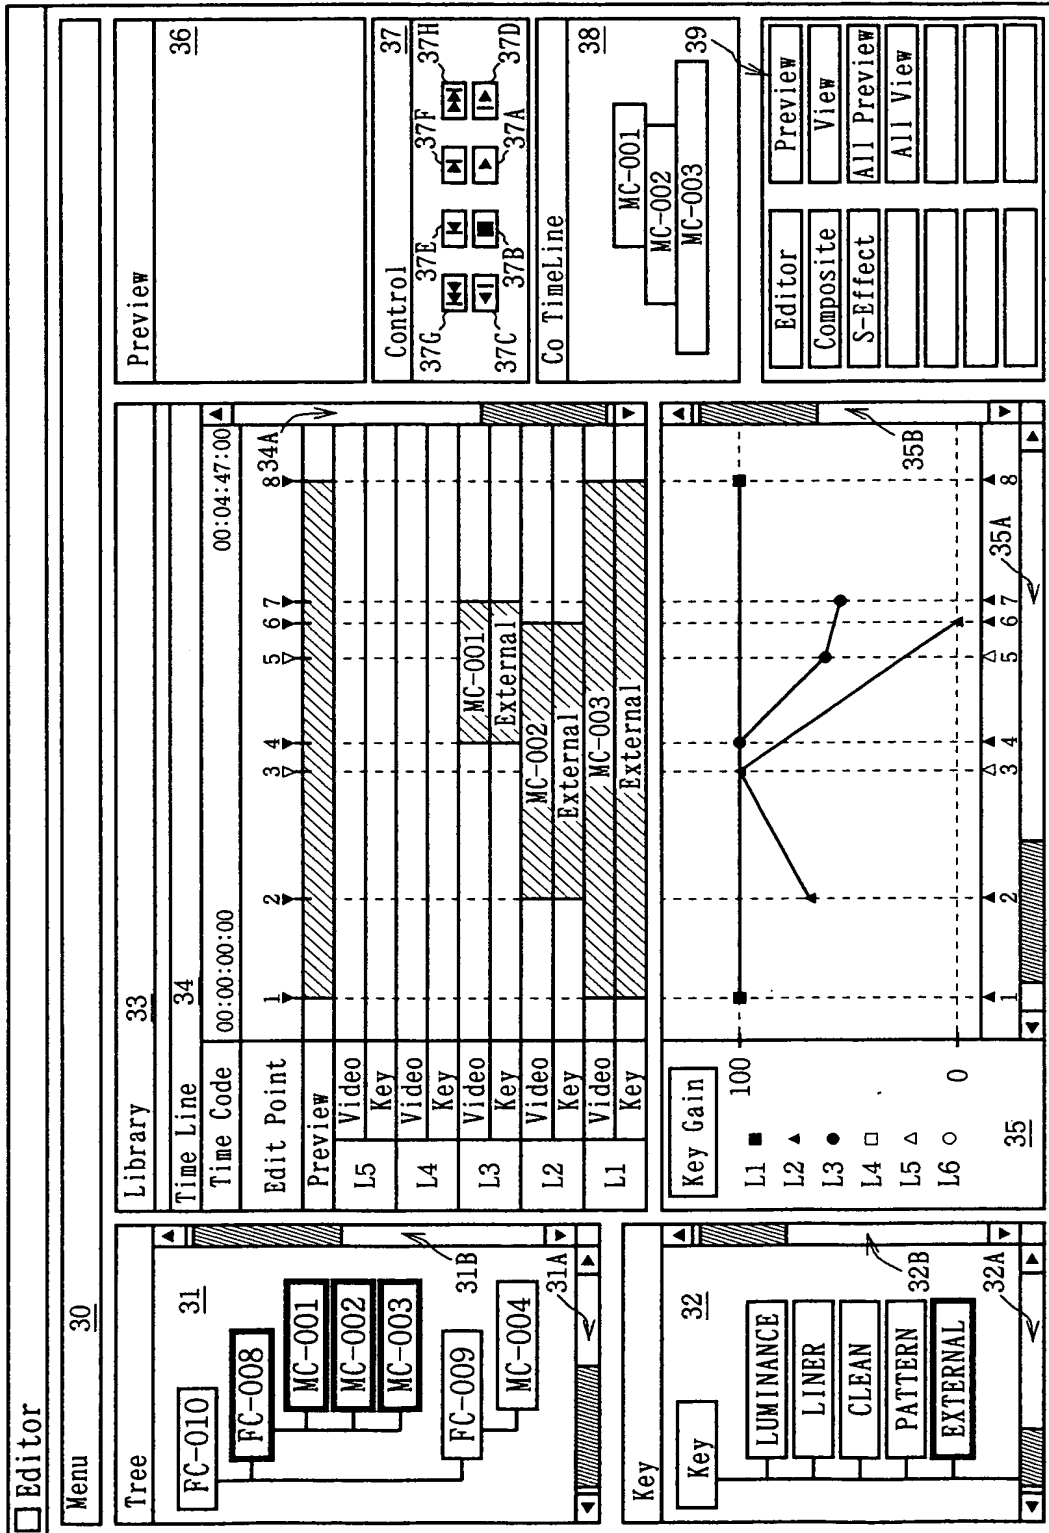 Editor
Menu 30
Tree
31
FC-010
FC-008
MC-001
MC-002
MC-003
FC-009
MC-004
31B
31A
Key
32
Key
LUMINANCE
LINER
CLEAN
PATTERN
EXTERNAL
32B
32A
Library 33
Time Line 34
Time Code 00:00:00:00 00:04:47:00
Edit Point 1 2 3 4 5 6 7 8
Preview
34A
L5 Video
Key
L4 Video
Key
L3 Video MC-001
Key External
L2 Video MC-002
Key External
L1 Video MC-003
Key External
Key Gain
100
0
L1
L2
L3
L4
L5
L6
35
35B
1 2 3 4 5 6 7 8
35A
Preview 36
Control 37
37G 37E 37F 37H
37C 37B 37A 37D
Co TimeLine 38
MC-001
MC-002
MC-003
39
Editor Preview
Composite View
S-Effect All Preview
All View